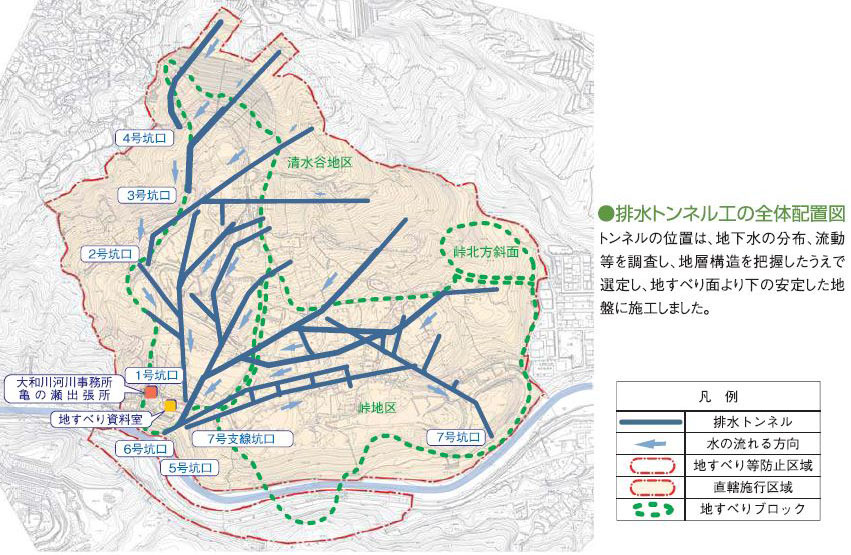 4号坑口
清水谷地区
3号坑口
2号坑口
峠北方斜面
1号坑口
大和川河川事務所
亀の瀬出張所
地すべり資料室
峠地区
6号坑口
7号支線坑口
7号坑口
5号坑口
●排水トンネル工の全体配置図
トンネルの位置は、地下水の分布、流動
等を調査し、地層構造を把握したうえで
選定し、地すべり面より下の安定した地
盤に施工しました。
凡 例
排水トンネル
水の流れる方向
地すべり等防止区域
直轄施行区域
地すべりブロック